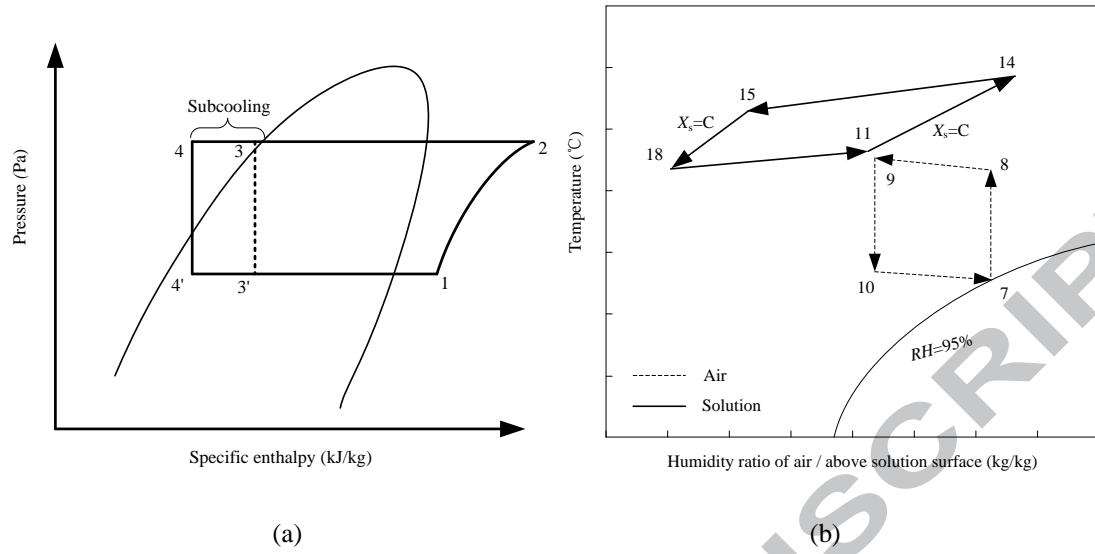 Pressure (Pa)
Subcooling
4
3
2
4'
3'
1
Specific enthalpy (kJ/kg)
(a)
Temperature (℃)
14
15
Xs=C
11
Xs=C
18
9
8
10
7
RH=95%
Air
Solution
Humidity ratio of air / above solution surface (kg/kg)
(b)